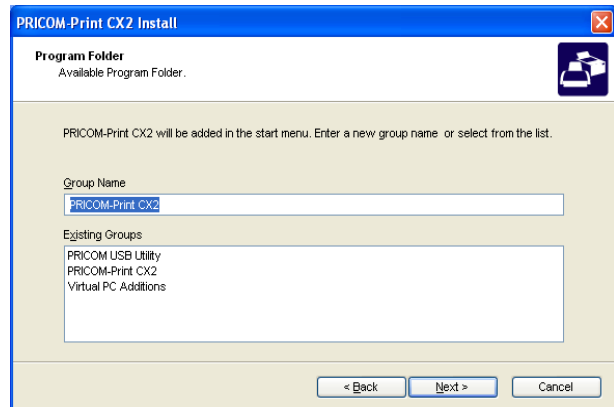 PRICOM-Print CX2 Install
Program Folder
Available Program Folder.
PRICOM-Print CX2 will be added in the start menu. Enter a new group name or select from the list.
Group Name
PRICOM-Print CX2
Existing Groups
PRICOM USB Utility
PRICOM-Print CX2
Virtual PC Additions
< Back Next > Cancel